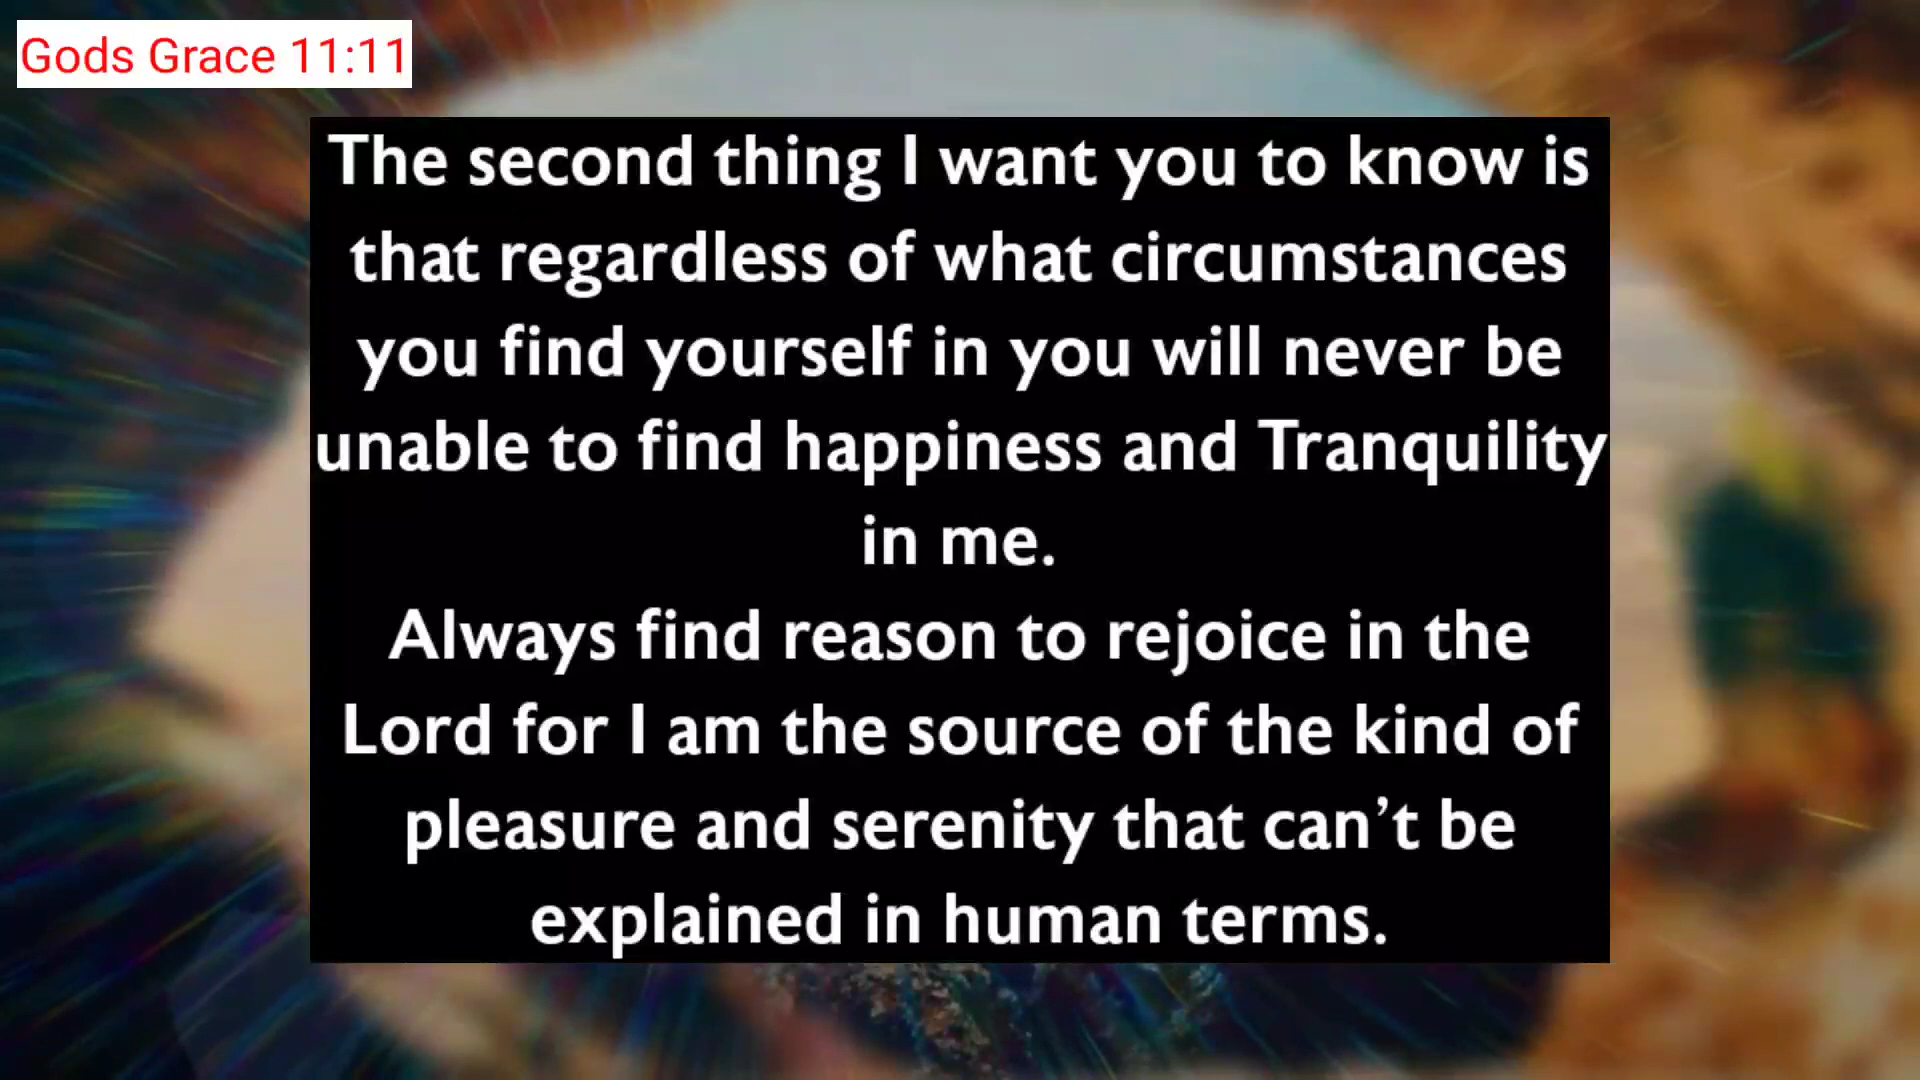 Gods Grace 11:11
The second thing I want you to know is
that regardless of what circumstances
you find yourself in you will never be
unable to find happiness and Tranquility
in me.
Always find reason to rejoice in the
Lord for I am the source of the kind of
pleasure and serenity that can’t be
explained in human terms.